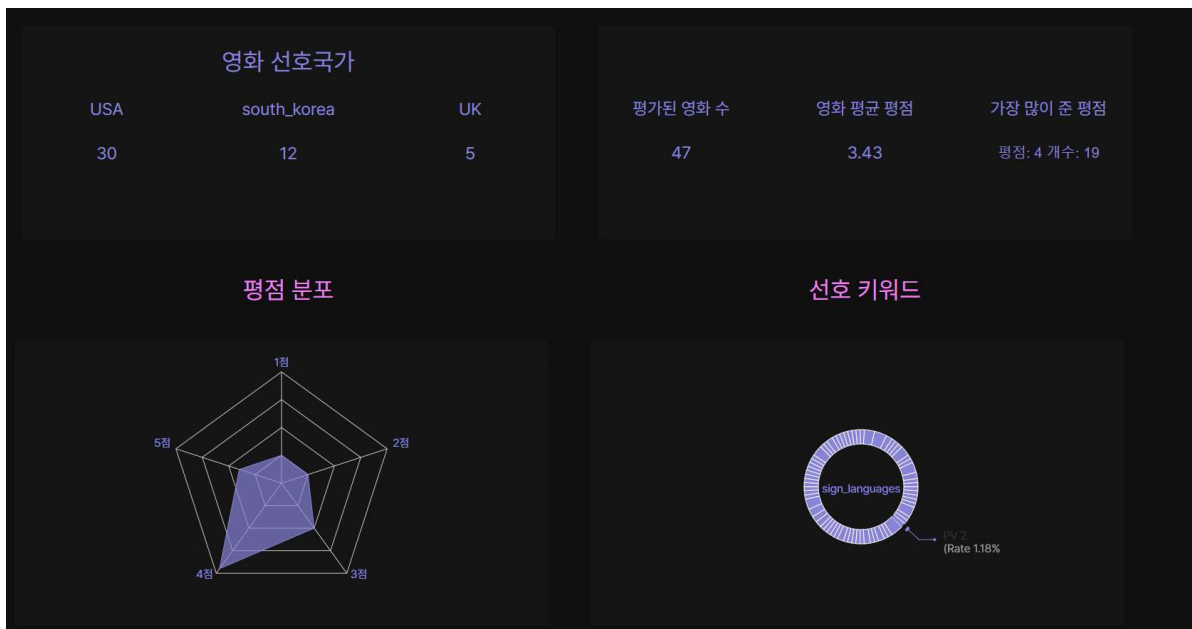 영화 선호국가
USA south_korea UK
30 12 5
평가된 영화 수 영화 평균 평점 가장 많이 준 평점
47 3.43 평점: 4 개수: 19
평점 분포
선호 키워드
1점
5점 2점
4점 3점
sign_languages
PV 2
(Rate 1.18%